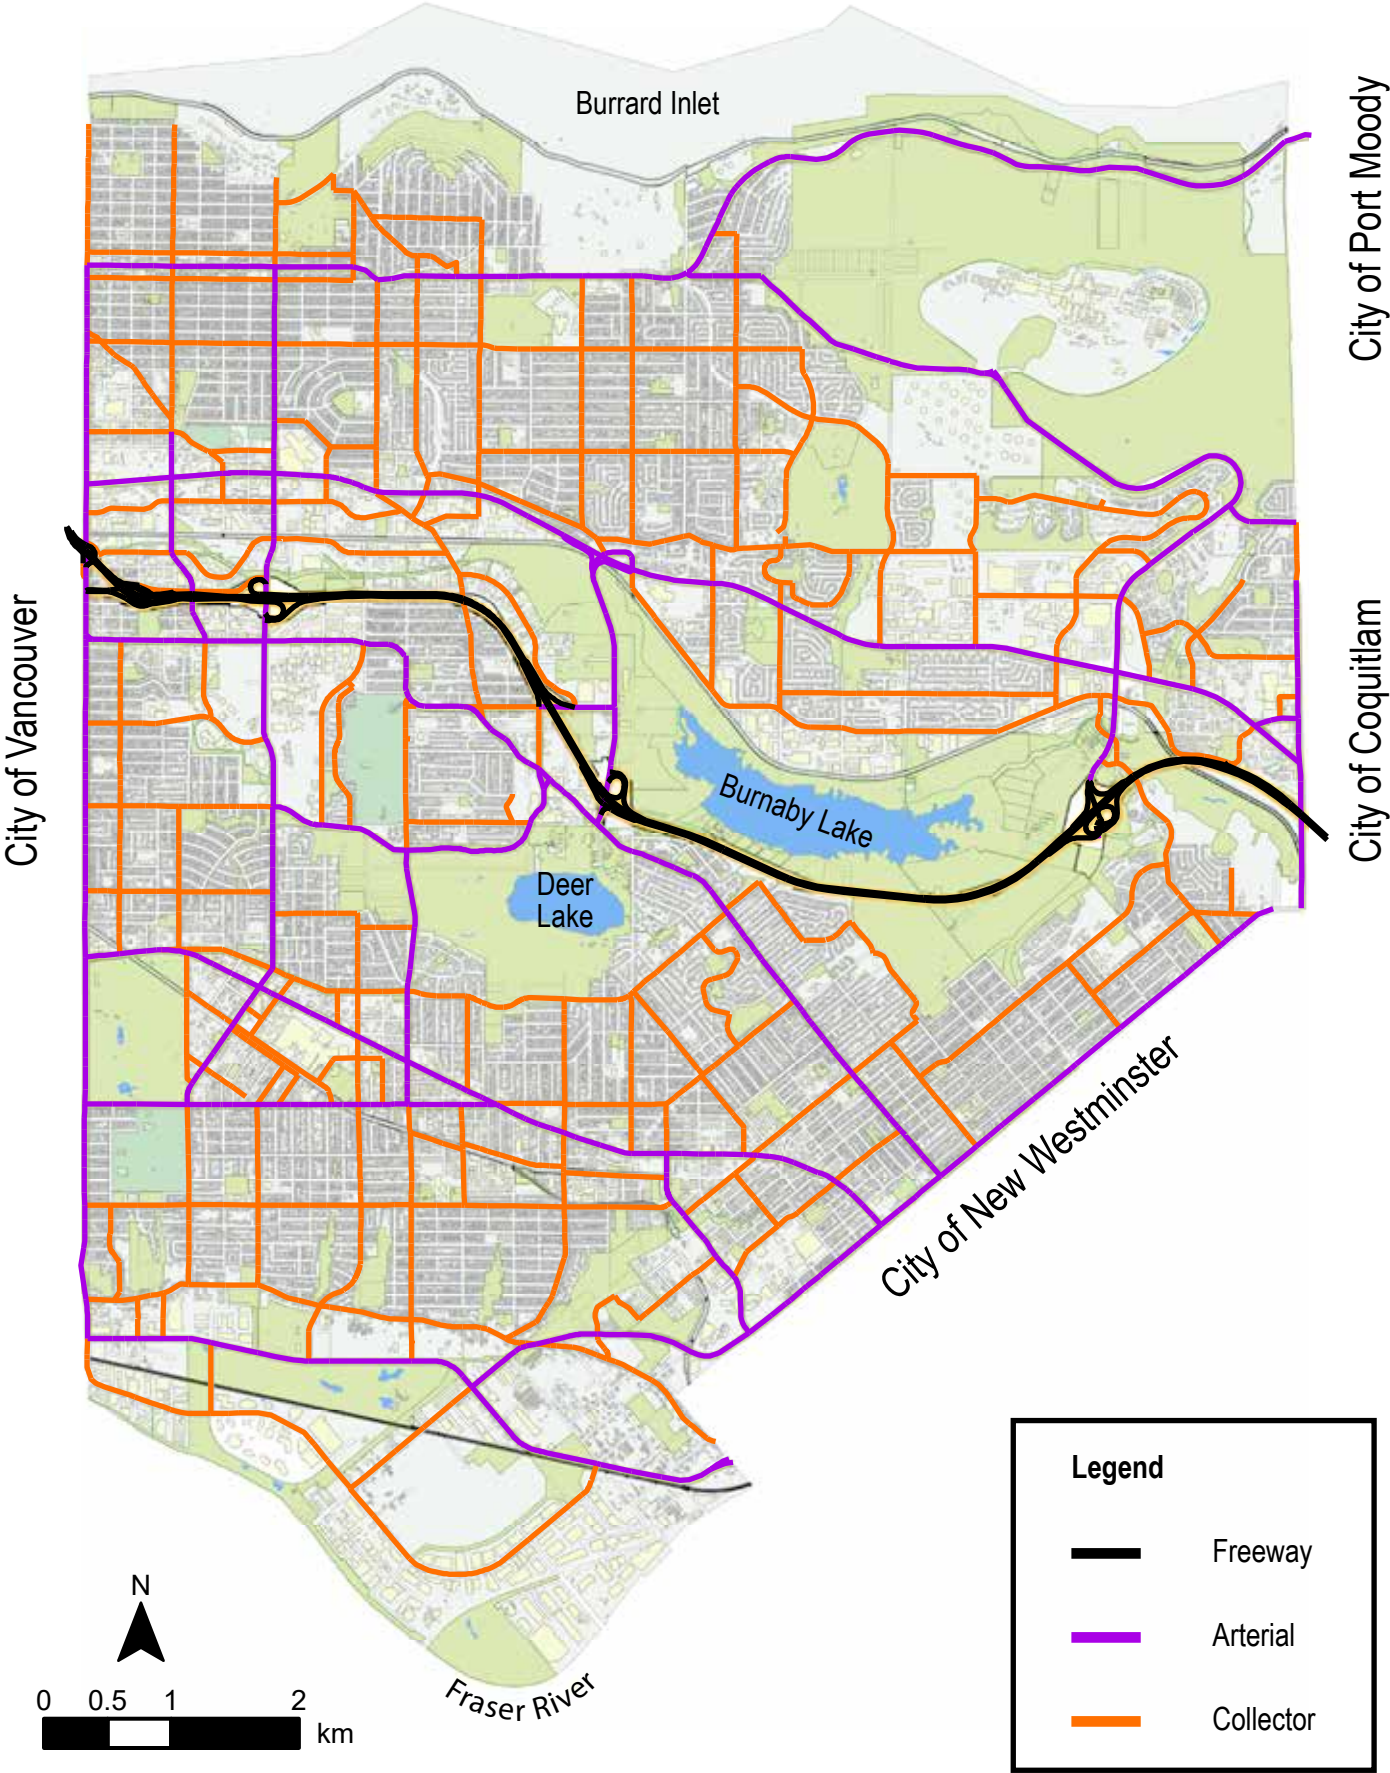 Burrard Inlet
City of Port Moody
City of Vancouver
City of Coquitlam
Burnaby Lake
Deer
Lake
City of New Westminster
Fraser River
Legend
Freeway
Arterial
Collector
N
0 0.5 1 2
km